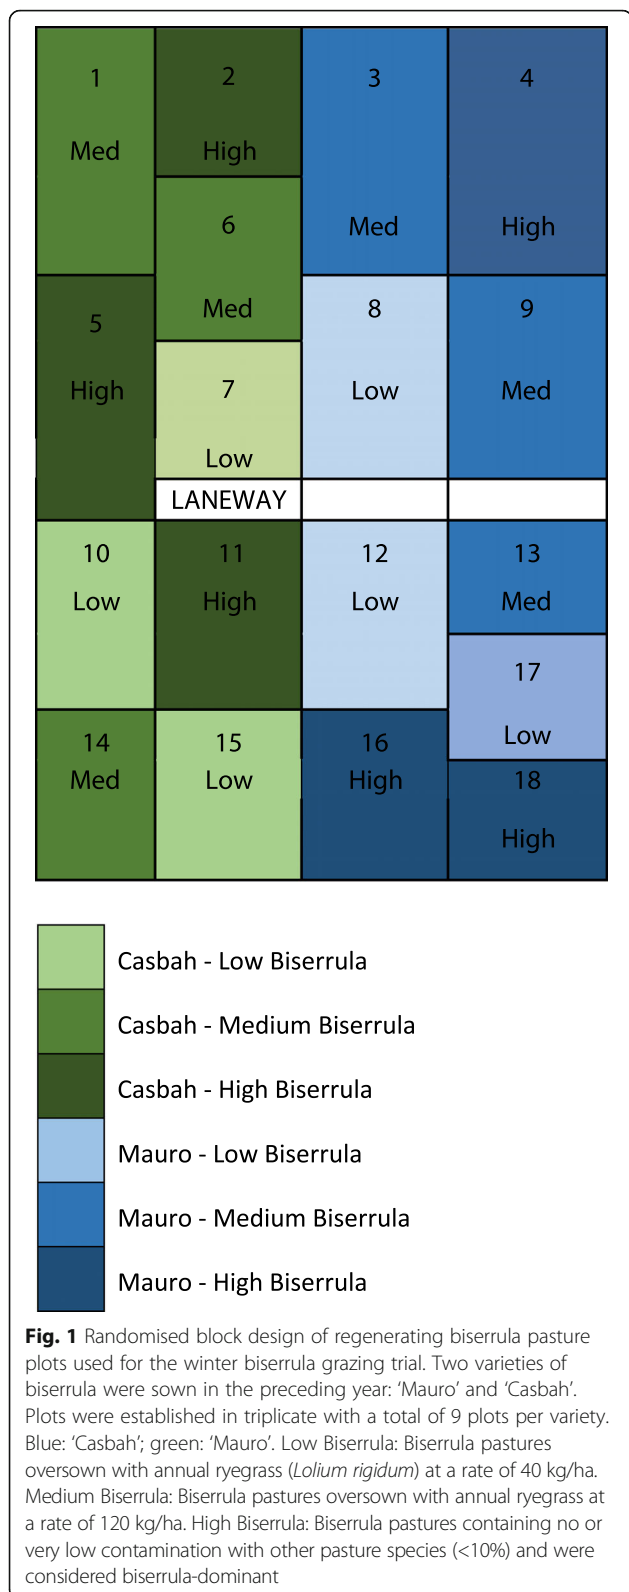 1
Med
2
High
3
Med
4
High
5
High
6
Med
7
Low
8
Low
9
Med
LANEWAY
10
Low
11
High
12
Low
13
Med
14
Med
15
Low
16
High
17
Low
18
High
Casbah - Low Biserrula
Casbah - Medium Biserrula
Casbah - High Biserrula
Mauro - Low Biserrula
Mauro - Medium Biserrula
Mauro - High Biserrula
Fig. 1 Randomised block design of regenerating biserrula pasture
plots used for the winter biserrula grazing trial. Two varieties of
biserrula were sown in the preceding year: ‘Mauro’ and ‘Casbah’.
Plots were established in triplicate with a total of 9 plots per variety.
Blue: ‘Casbah’; green: ‘Mauro’. Low Biserrula: Biserrula pastures
oversown with annual ryegrass (Lolium rigidum) at a rate of 40 kg/ha.
Medium Biserrula: Biserrula pastures oversown with annual ryegrass at
a rate of 120 kg/ha. High Biserrula: Biserrula pastures containing no or
very low contamination with other pasture species (<10%) and were
considered biserrula-dominant